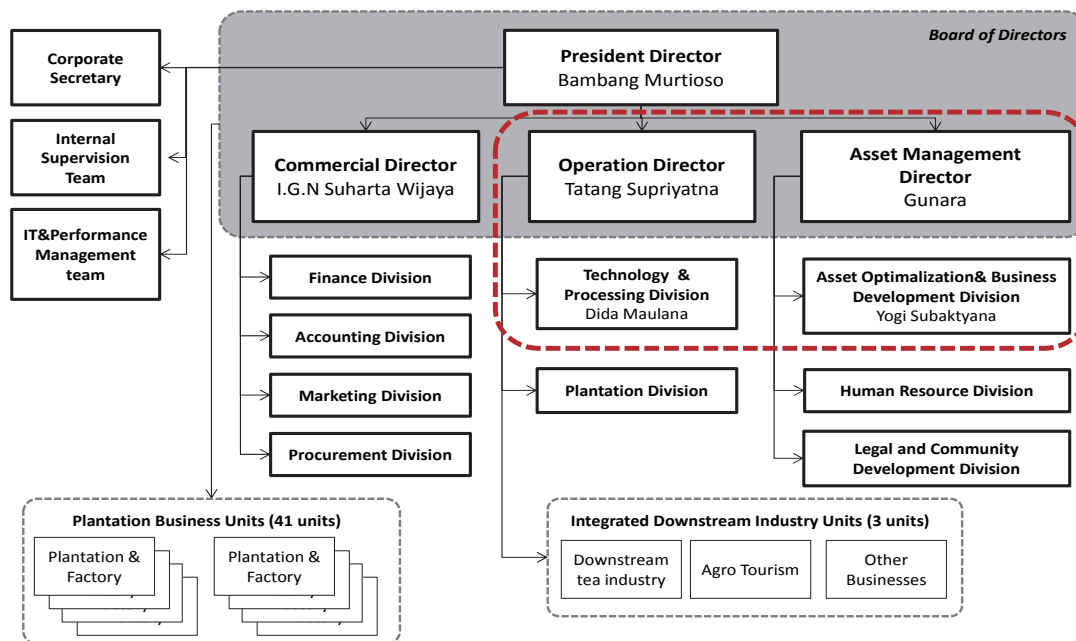 Board of Directors
President Director
Bambang Murtioso
Corporate
Secretary
Internal
Supervision
Team
IT&Performance
Management
team
Commercial Director
I.G.N Suharta Wijaya
Operation Director
Tatang Supriyatna
Asset Management
Director
Gunara
Finance Division
Accounting Division
Marketing Division
Procurement Division
Technology &
Processing Division
Dida Maulana
Plantation Division
Asset Optimalization& Business
Development Division
Yogi Subaktyana
Human Resource Division
Legal and Community
Development Division
Plantation Business Units (41 units)
Plantation &
Factory
Plantation &
Factory
Integrated Downstream Industry Units (3 units)
Downstream
tea industry
Agro Tourism
Other
Businesses